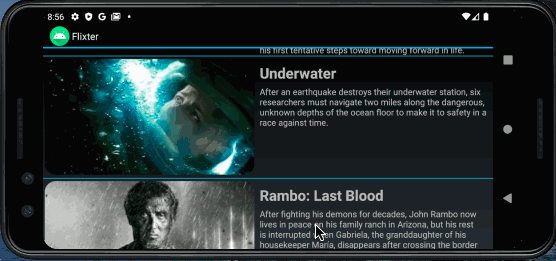 8:56
Flixter
his first tentative steps toward moving forward in life.
Underwater
After an earthquake destroys their underwater station, six
researchers must navigate two miles along the dangerous,
unknown depths of the ocean floor to make it to safety in a
race against time.
Rambo: Last Blood
After fighting his demons for decades, John Rambo now
lives in peace on his family ranch in Arizona, but his rest
is interrupted when Gabriela, the granddaughter of his
housekeeper María, disappears after crossing the border